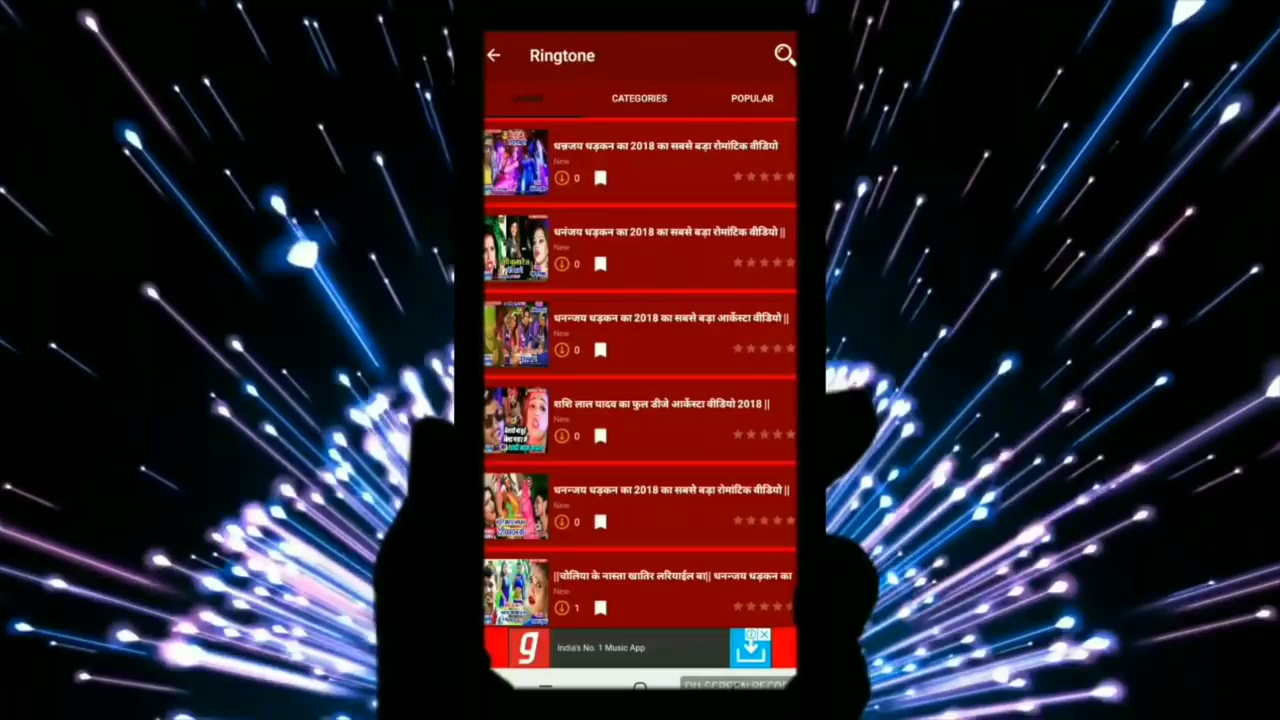 Ringtone
CATEGORIES
POPULAR
धन्नजय धड़कन का 2018 का सबसे बड़ा रोमांटिक वीडियो
New
0
धनंजय धड़कन का 2018 का सबसे बड़ा रोमांटिक वीडियो ||
New
0
धनन्जय धड़कन का 2018 का सबसे बड़ा आर्केस्टा वीडियो ||
New
0
शशि लाल यादव का फुल डीजे आर्केस्टा वीडियो 2018 ||
New
0
धनन्जय धड़कन का 2018 का सबसे बड़ा रोमांटिक वीडियो ||
New
0
||चोलिया के नास्ता खातिर लरियाईल बा|| धनन्जय धड़कन का
New
1
g
India's No. 1 Music App